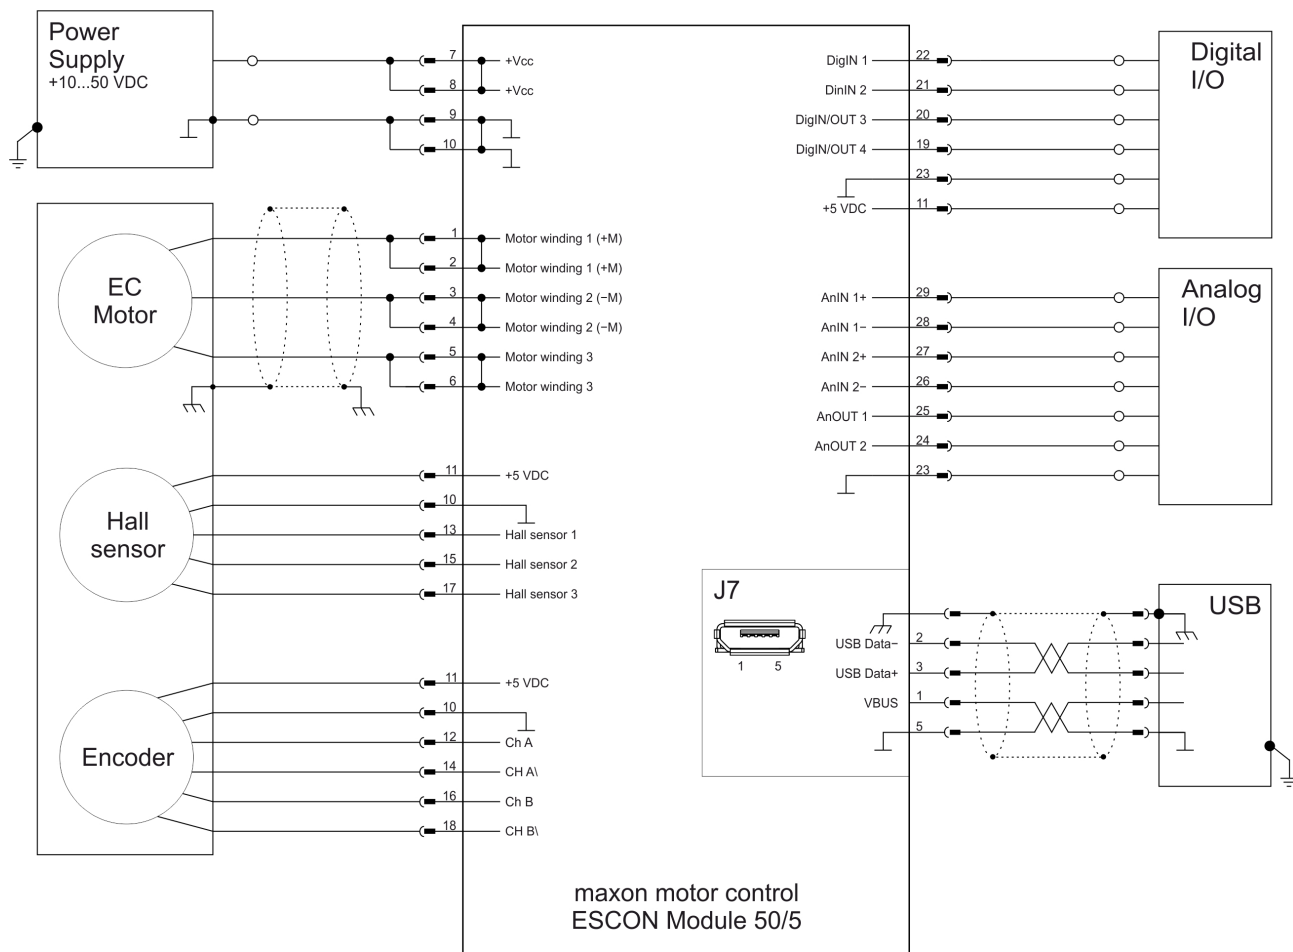 Power
Supply
+10...50 VDC
7 +Vcc
8 +Vcc
9
10
EC
Motor
1 Motor winding 1 (+M)
2 Motor winding 1 (+M)
3 Motor winding 2 (−M)
4 Motor winding 2 (−M)
5 Motor winding 3
6 Motor winding 3
Hall
sensor
11 +5 VDC
10
13 Hall sensor 1
15 Hall sensor 2
17 Hall sensor 3
Encoder
11 +5 VDC
10
12 Ch A
14 CH A\
16 Ch B
18 CH B\
DigIN 1 22
DinIN 2 21
DigIN/OUT 3 20
DigIN/OUT 4 19
23
+5 VDC 11
Digital
I/O
AnIN 1+ 29
AnIN 1− 28
AnIN 2+ 27
AnIN 2− 26
AnOUT 1 25
AnOUT 2 24
23
Analog
I/O
J7
1 5
USB Data− 2
USB Data+ 3
VBUS 1
5
USB
maxon motor control
ESCON Module 50/5